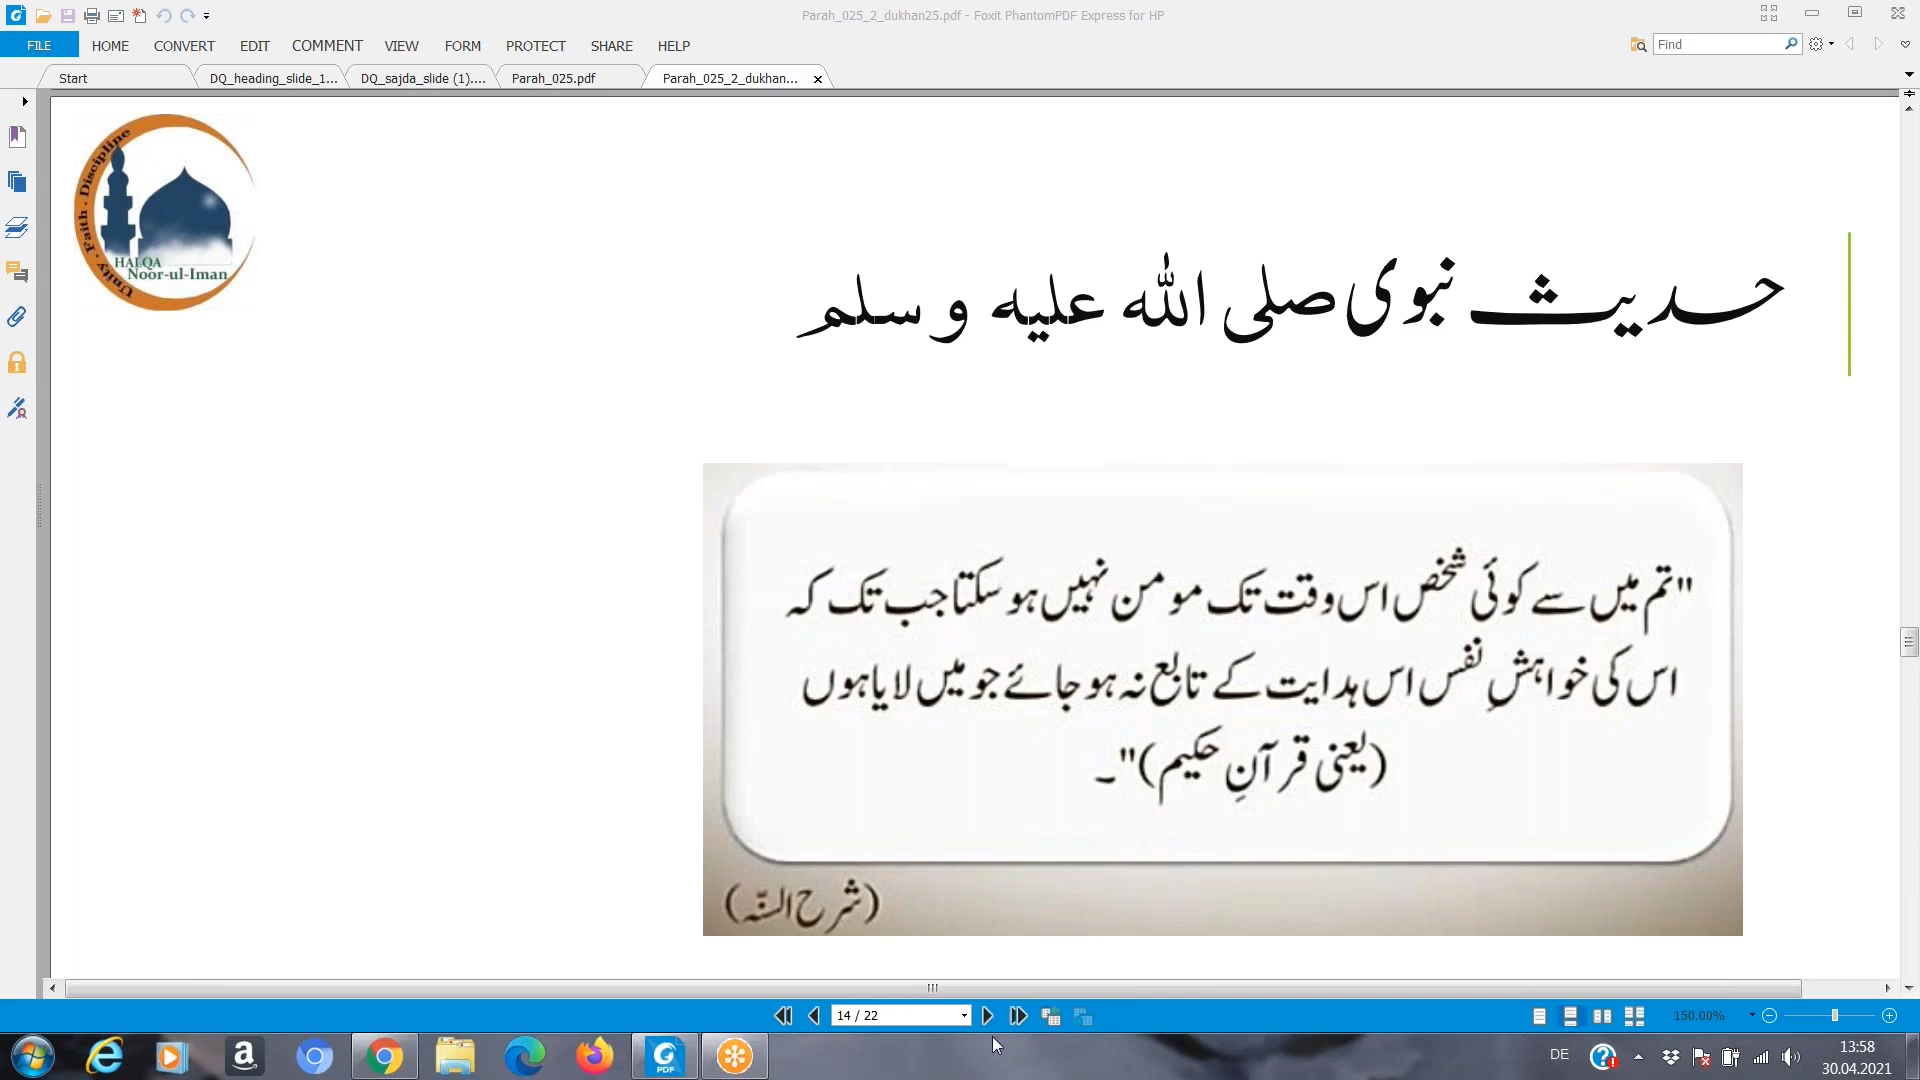 Parah_025_2_dukhan25.pdf - Foxit PhantomPDF Express for HP
FILE HOME CONVERT EDIT COMMENT VIEW FORM PROTECT SHARE HELP
Find
Start DQ_heading_slide_1... DQ_sajda_slide (1).... Parah_025.pdf Parah_025_2_dukhan...
Unity . Faith . Discipline
HALQA
Noor-ul-Iman
حدیث نبوی صلی اللہ علیہ و سلم
"تم میں سے کوئی شخص اس وقت تک مومن نہیں ہو سکتا جب تک کہ
اس کی خواہشِ نفس اس ہدایت کے تابع نہ ہو جائے جو میں لایا ہوں
(یعنی قرآنِ حکیم)"۔
(شرح السنّہ)
14 / 22
150.00%
PDF
DE
13:58
30.04.2021